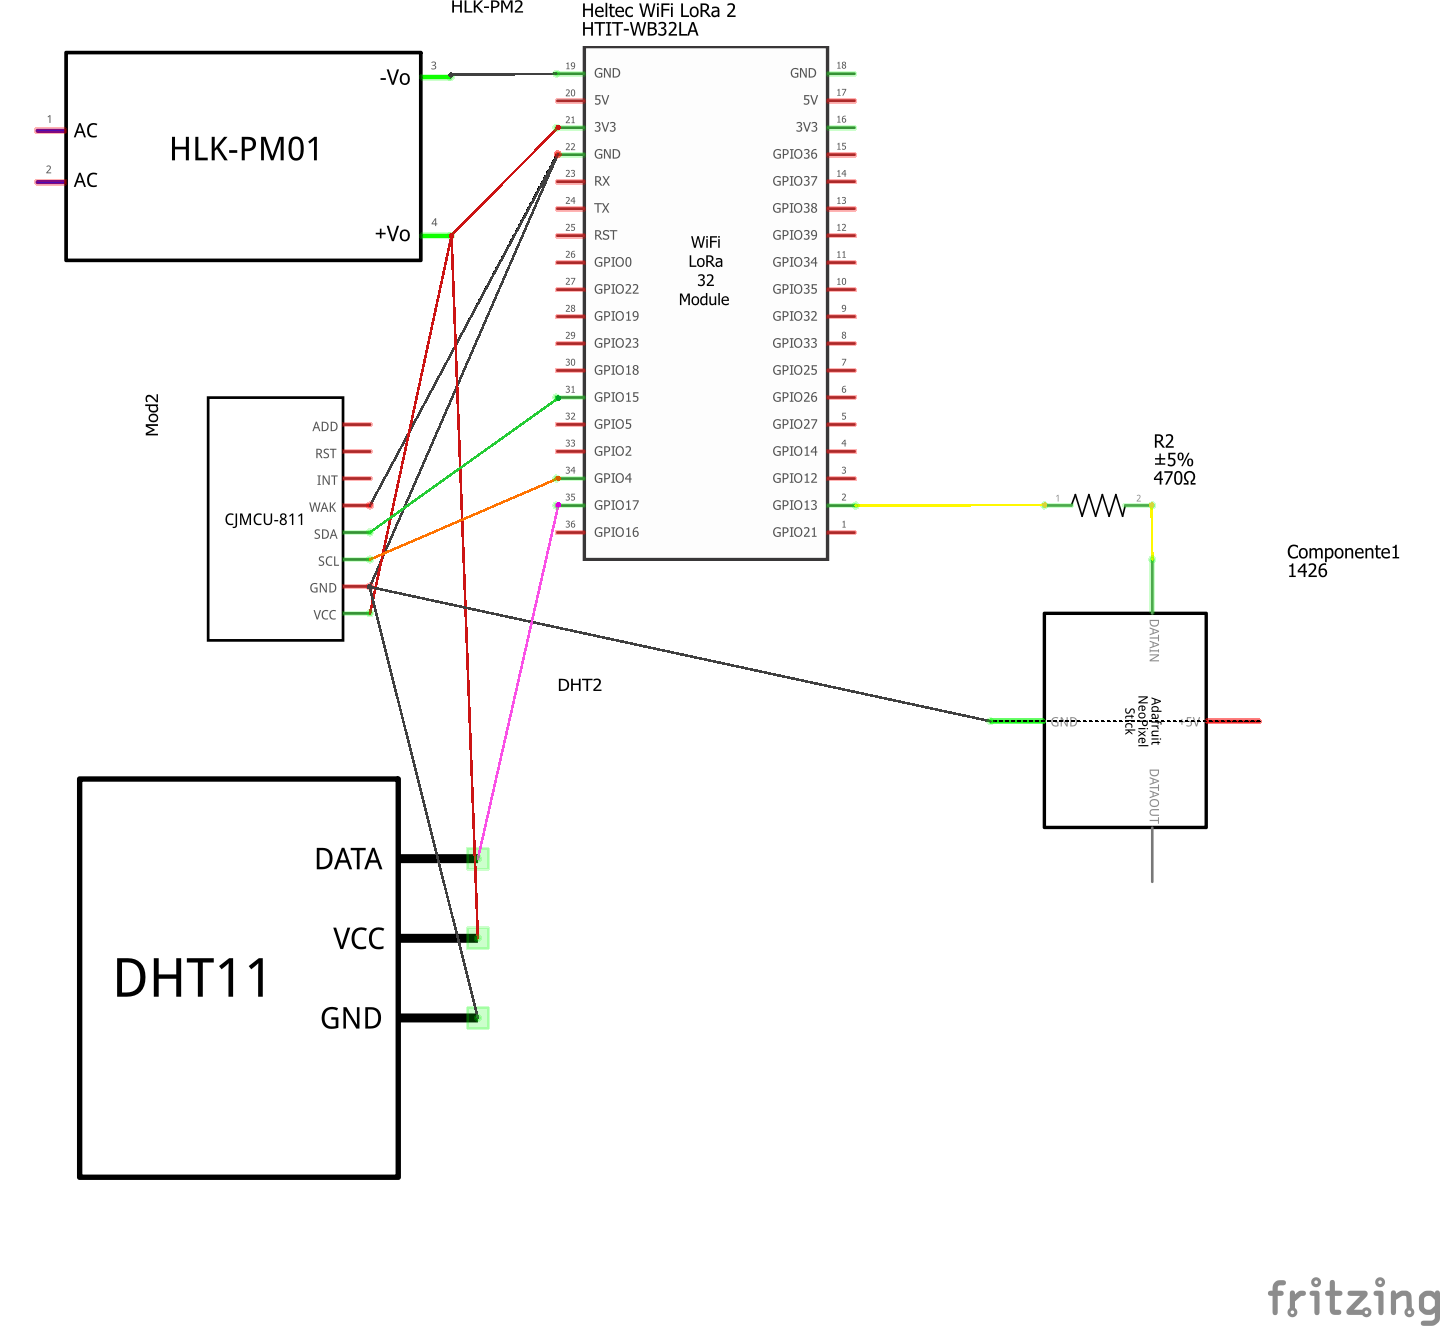 HLK-PM2
Heltec WiFi LoRa 2
HTIT-WB32LA
HLK-PM01
1 AC
2 AC
-Vo 3
+Vo 4
19 GND
20 5V
21 3V3
22 GND
23 RX
24 TX
25 RST
26 GPIO0
27 GPIO22
28 GPIO19
29 GPIO23
30 GPIO18
31 GPIO15
32 GPIO5
33 GPIO2
34 GPIO4
35 GPIO17
36 GPIO16
WiFi
LoRa
32
Module
GND 18
5V 17
3V3 16
GPIO36 15
GPIO37 14
GPIO38 13
GPIO39 12
GPIO34 11
GPIO35 10
GPIO32 9
GPIO33 8
GPIO25 7
GPIO26 6
GPIO27 5
GPIO14 4
GPIO12 3
GPIO13 2
GPIO21 1
Mod2
CJMCU-811
ADD
RST
INT
WAK
SDA
SCL
GND
VCC
R2
±5%
470Ω
1 2
Componente1
1426
DATAIN
GND
Adafruit
NeoPixel
Stick
+5V
DATAOUT
DHT2
DHT11
DATA
VCC
GND
fritzing